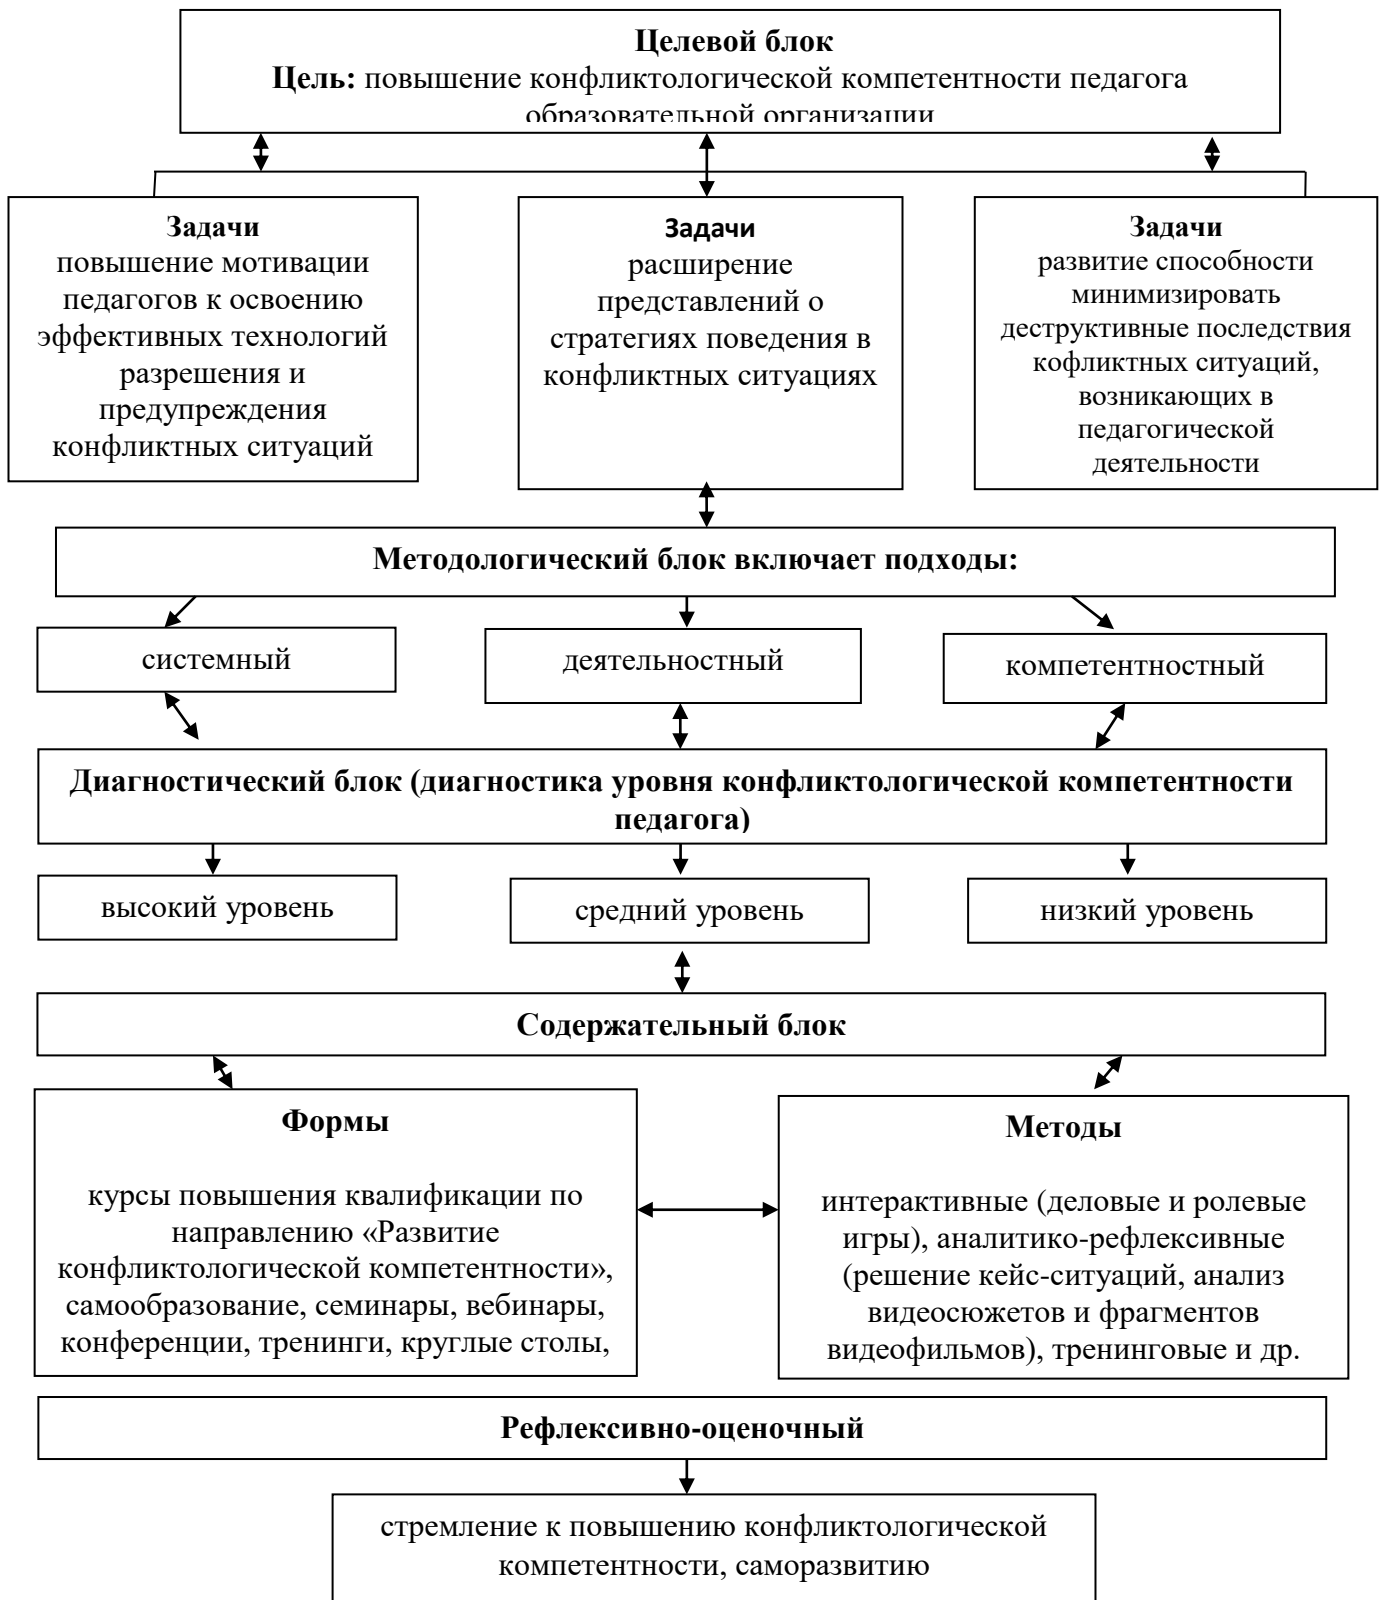 Целевой блок
Цель: повышение конфликтологической компетентности педагога
образовательной организации
Задачи
повышение мотивации
педагогов к освоению
эффективных технологий
разрешения и
предупреждения
конфликтных ситуаций
Задачи
расширение
представлений о
стратегиях поведения в
конфликтных ситуациях
Задачи
развитие способности
минимизировать
деструктивные последствия
кофликтных ситуаций,
возникающих в
педагогической
деятельности
Методологический блок включает подходы:
системный
деятельностный
компетентностный
Диагностический блок (диагностика уровня конфликтологической компетентности
педагога)
высокий уровень
средний уровень
низкий уровень
Содержательный блок
Формы
курсы повышения квалификации по
направлению «Развитие
конфликтологической компетентности»,
самообразование, семинары, вебинары,
конференции, тренинги, круглые столы,
Методы
интерактивные (деловые и ролевые
игры), аналитико-рефлексивные
(решение кейс-ситуаций, анализ
видеосюжетов и фрагментов
видеофильмов), тренинговые и др.
Рефлексивно-оценочный
стремление к повышению конфликтологической
компетентности, саморазвитию